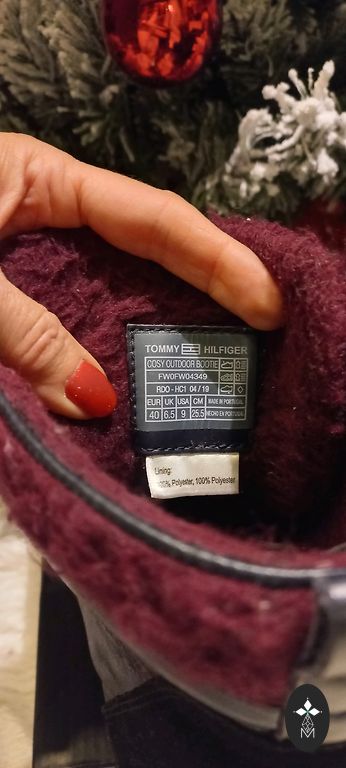 TOMMY HILFIGER
COSY OUTDOOR BOOTIE
FW0FW04349
RDO - HC1 04 / 19
EUR UK USA CM MADE IN PORTUGAL
40 6.5 9 25.5 HECHO EN PORTUGAL
Lining:
Polyester, 100% Polyester
M